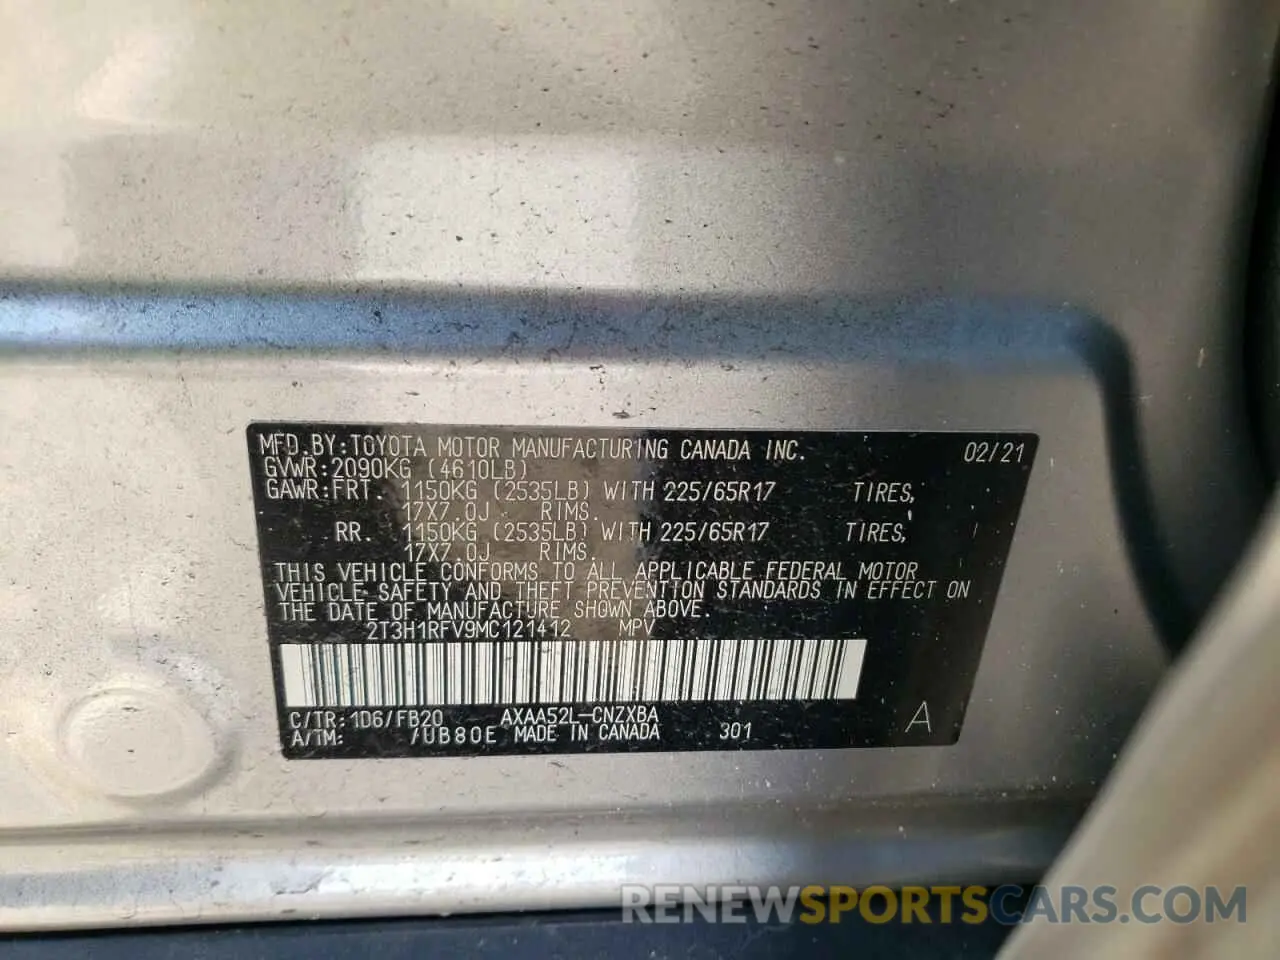 MFD.BY:TOYOTA MOTOR MANUFACTURING CANADA INC. 02/21
GVWR:2090KG (4610LB)
GAWR:FRT. 1150KG (2535LB) WITH 225/65R17 TIRES,
17X7.0J RIMS.
RR. 1150KG (2535LB) WITH 225/65R17 TIRES,
17X7.0J RIMS.
THIS VEHICLE CONFORMS TO ALL APPLICABLE FEDERAL MOTOR
VEHICLE SAFETY AND THEFT PREVENTION STANDARDS IN EFFECT ON
THE DATE OF MANUFACTURE SHOWN ABOVE.
2T3H1RFV9MC121412 MPV
C/TR:1D6/FB20 AXAA52L-CNZXBA
A/TM: /UB80E MADE IN CANADA 301 A
RENEWSPORTSCARS.COM